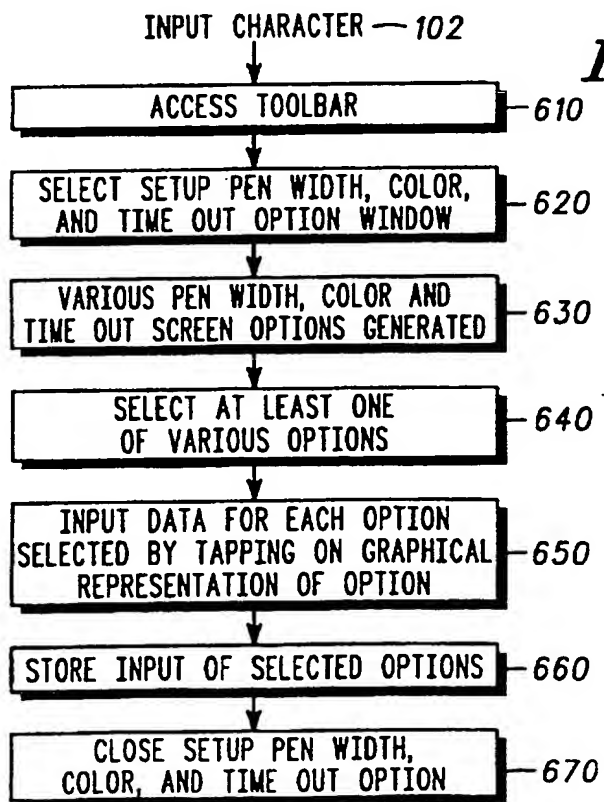 INPUT CHARACTER — 102
ACCESS TOOLBAR
610
SELECT SETUP PEN WIDTH, COLOR,
AND TIME OUT OPTION WINDOW
620
VARIOUS PEN WIDTH, COLOR AND
TIME OUT SCREEN OPTIONS GENERATED
630
SELECT AT LEAST ONE
OF VARIOUS OPTIONS
640
INPUT DATA FOR EACH OPTION
SELECTED BY TAPPING ON GRAPHICAL
REPRESENTATION OF OPTION
650
STORE INPUT OF SELECTED OPTIONS
660
CLOSE SETUP PEN WIDTH,
COLOR, AND TIME OUT OPTION
670